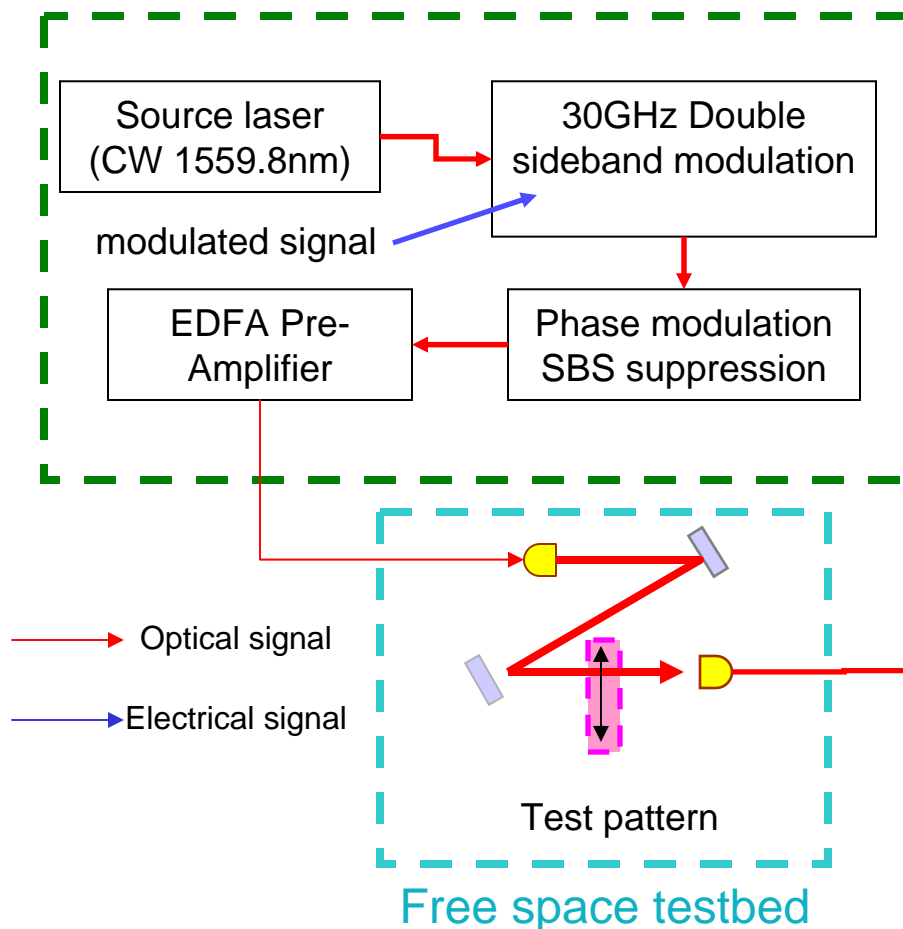 Source laser
(CW 1559.8nm)
30GHz Double
sideband modulation
modulated signal
EDFA Pre-
Amplifier
Phase modulation
SBS suppression
Optical signal
Electrical signal
Test pattern
Free space testbed